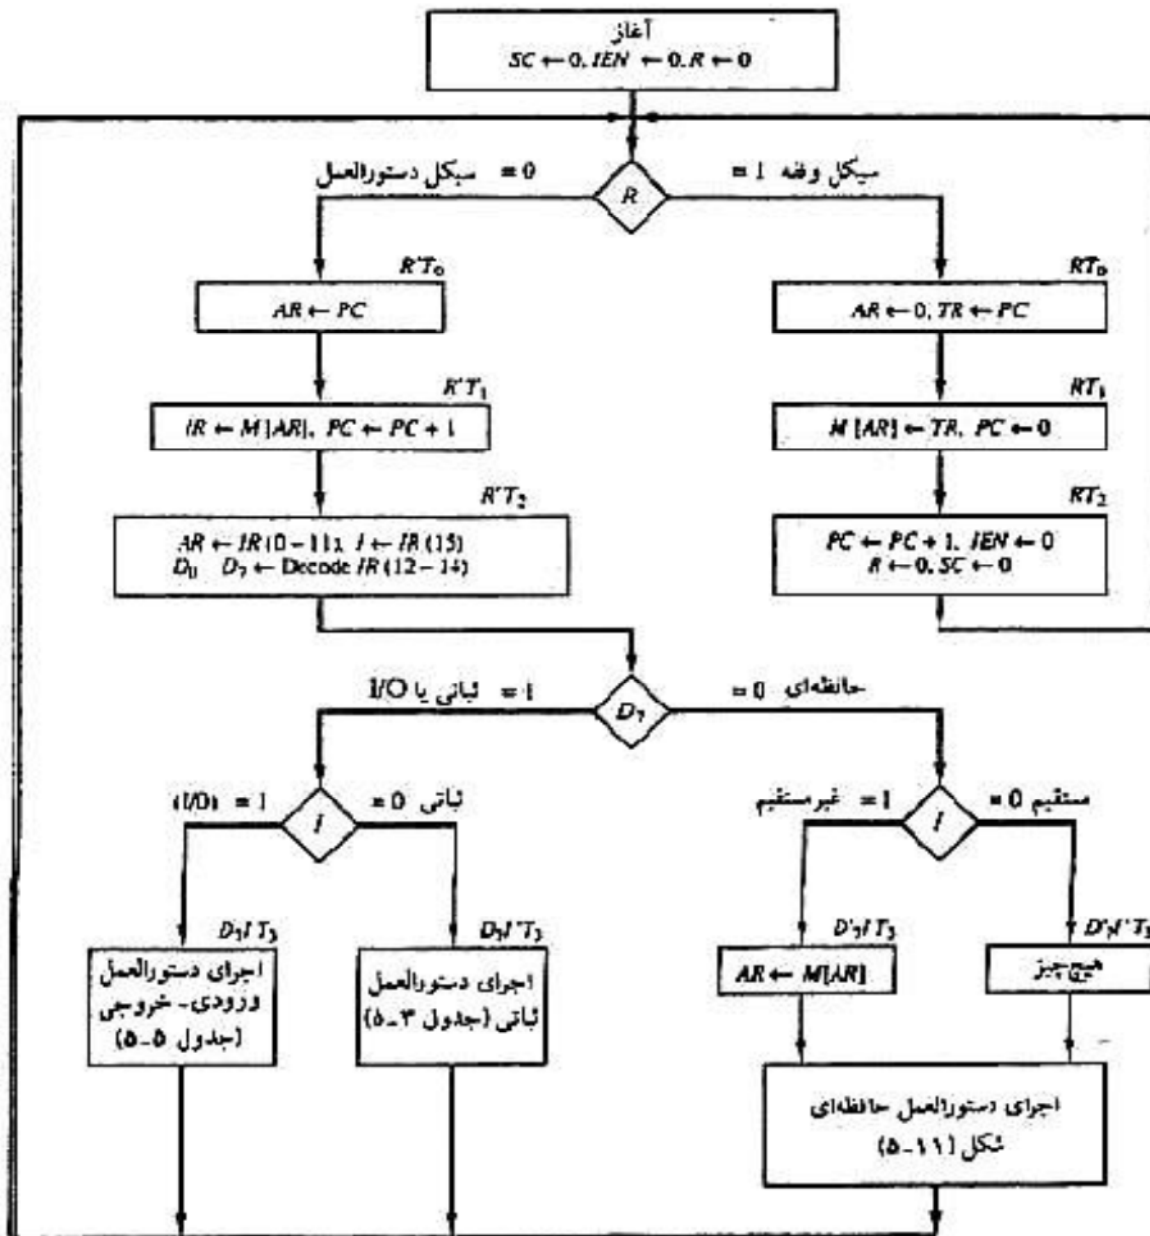 آغاز
SC ← 0, IEN ← 0, R ← 0
سیکل دستورالعمل = 0
R
= 1 سیکل وقفه
R'T₀
AR ← PC
R'T₁
IR ← M[AR], PC ← PC + 1
R'T₂
AR ← IR (0 – 11), I ← IR (15)
D₀ D₇ ← Decode IR (12 – 14)
RT₀
AR ← 0, TR ← PC
RT₁
M [AR] ← TR, PC ← 0
RT₂
PC ← PC + 1, IEN ← 0
R ← 0, SC ← 0
ثباتی یا I/O = 1
D₇
= 0 حافظه‌ای
(I/O) = 1
I
= 0 ثباتی
غیر مستقیم = 1
I
= 0 مستقیم
D₇IT₃
اجرای دستورالعمل
ورودی - خروجی
(جدول ۵-۵)
D₇I'T₃
اجرای دستورالعمل
ثباتی (جدول ۳-۵)
D'₇IT₃
AR ← M[AR]
D'₇I'T₃
هیچ چیز
اجرای دستورالعمل حافظه‌ای
شکل (۱۱-۵)